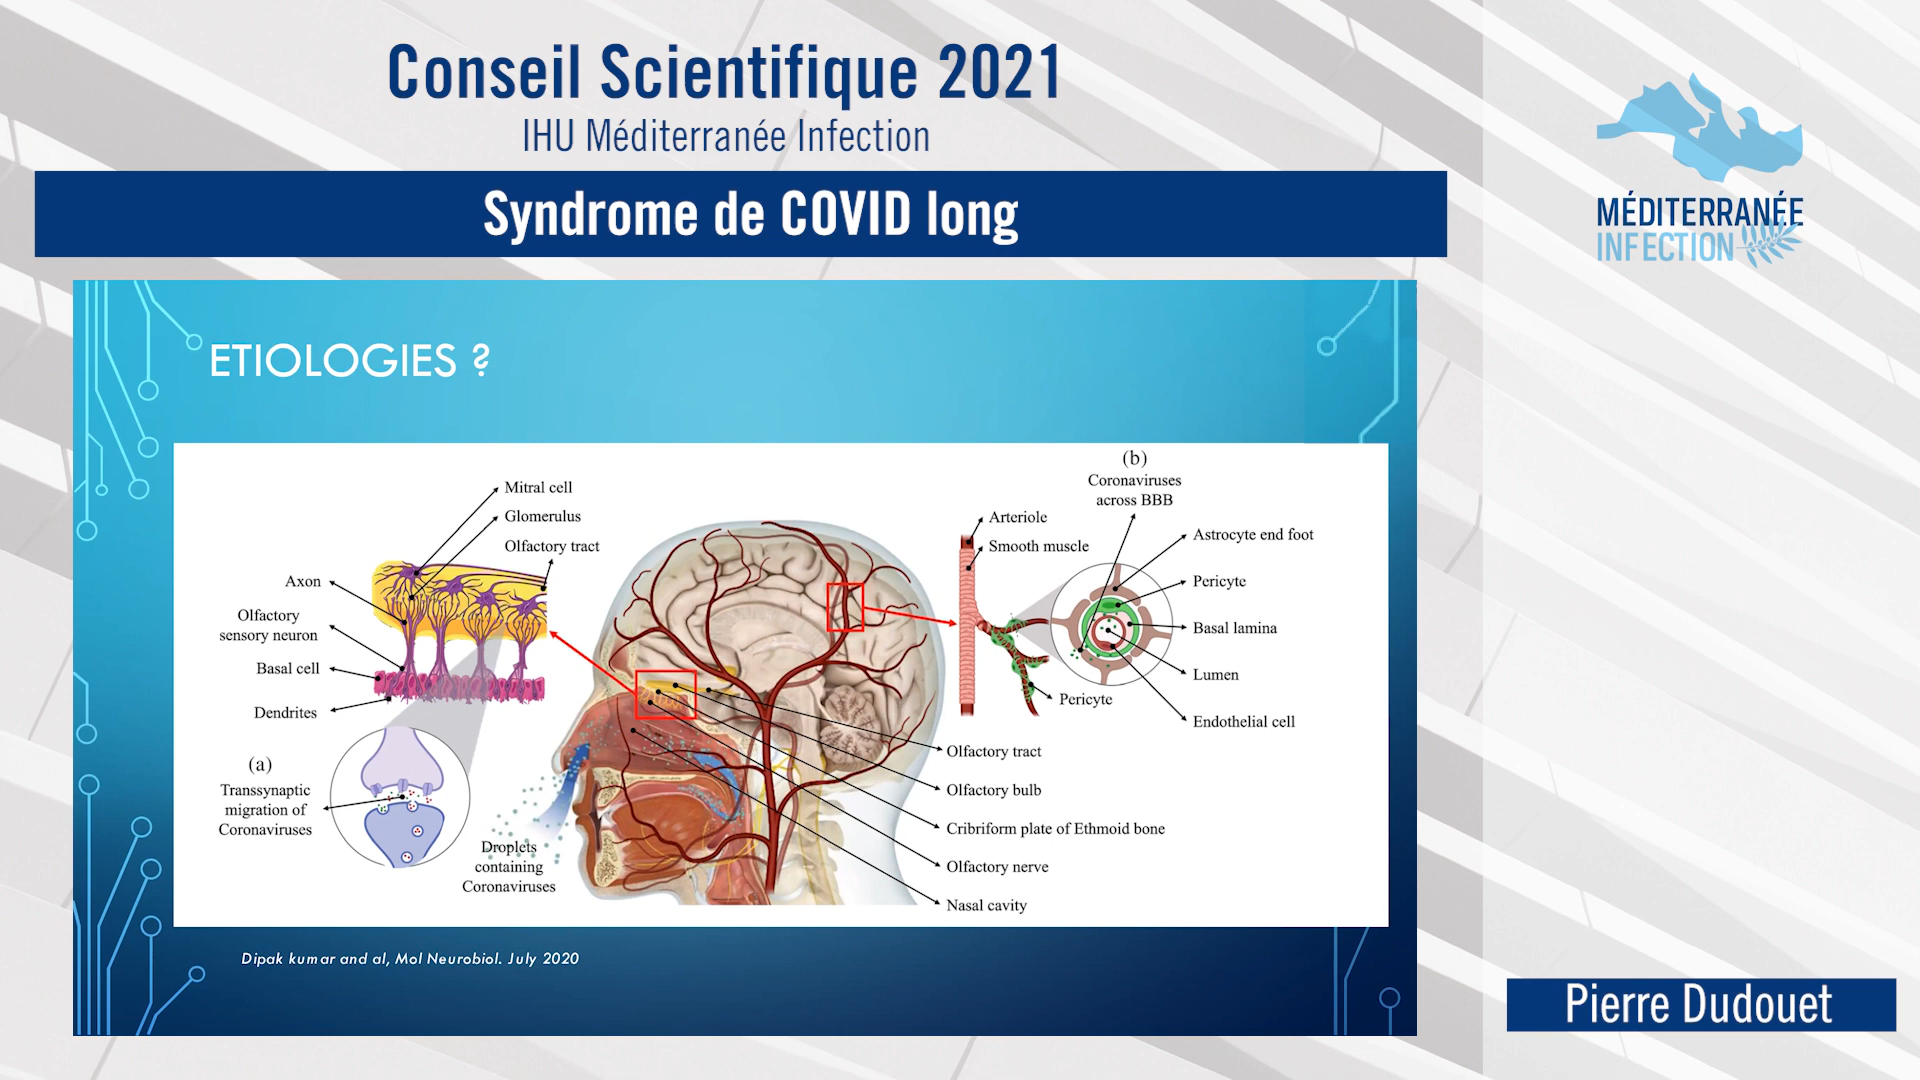 Conseil Scientifique 2021
IHU Méditerranée Infection
Syndrome de COVID long
MÉDITERRANÉE
INFECTION
ETIOLOGIES ?
Mitral cell
Glomerulus
Olfactory tract
Axon
Olfactory
sensory neuron
Basal cell
Dendrites
(a)
Transsynaptic
migration of
Coronaviruses
Droplets
containing
Coronaviruses
(b)
Coronaviruses
across BBB
Arteriole
Smooth muscle
Astrocyte end foot
Pericyte
Basal lamina
Lumen
Endothelial cell
Pericyte
Olfactory tract
Olfactory bulb
Cribriform plate of Ethmoid bone
Olfactory nerve
Nasal cavity
Dipak kumar and al, Mol Neurobiol. July 2020
Pierre Dudouet